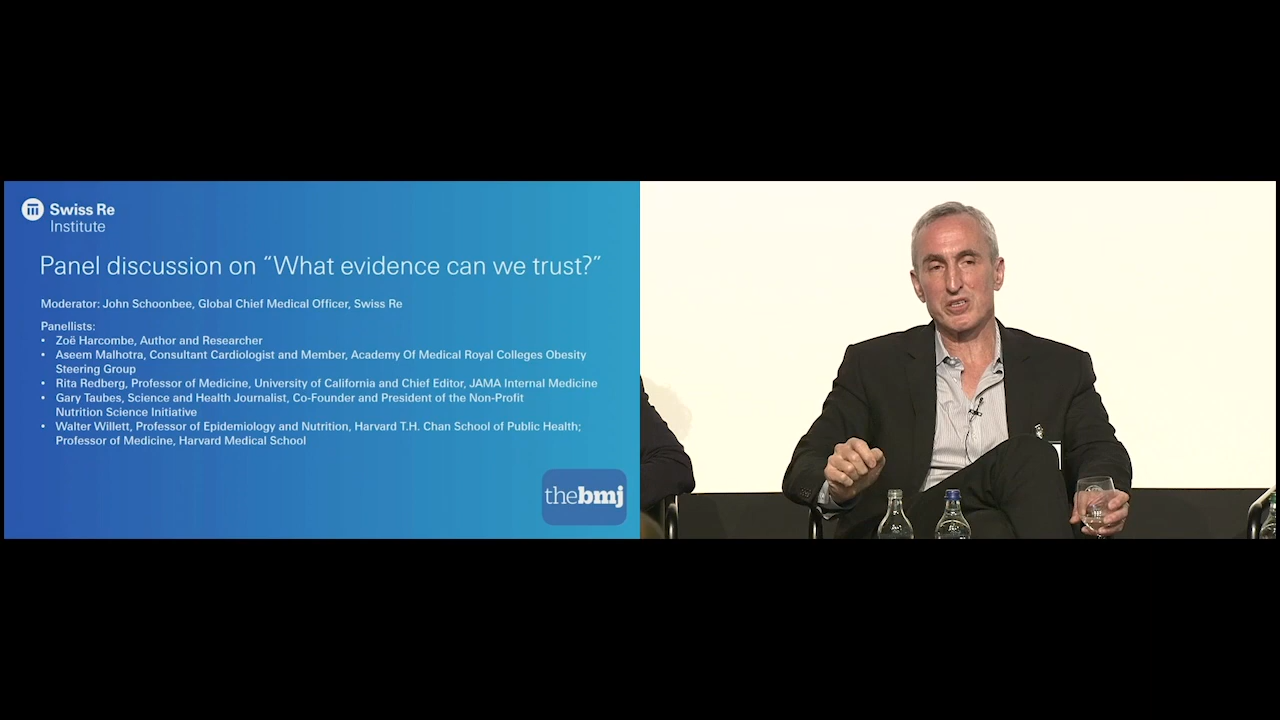 Swiss Re
Institute
Panel discussion on “What evidence can we trust?”
Moderator: John Schoonbee, Global Chief Medical Officer, Swiss Re
Panellists:
• Zoë Harcombe, Author and Researcher
• Aseem Malhotra, Consultant Cardiologist and Member, Academy Of Medical Royal Colleges Obesity
Steering Group
• Rita Redberg, Professor of Medicine, University of California and Chief Editor, JAMA Internal Medicine
• Gary Taubes, Science and Health Journalist, Co-Founder and President of the Non-Profit
Nutrition Science Initiative
• Walter Willett, Professor of Epidemiology and Nutrition, Harvard T.H. Chan School of Public Health;
Professor of Medicine, Harvard Medical School
thebmj